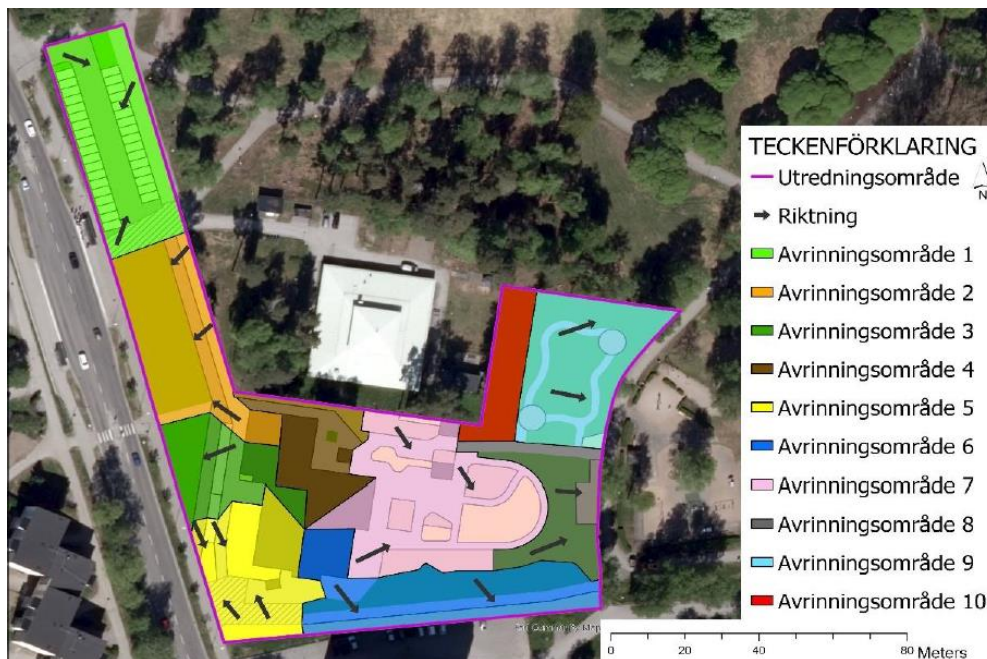 TECKENFÖRKLARING
Utredningsområde
N
Riktning
Avrinningsområde 1
Avrinningsområde 2
Avrinningsområde 3
Avrinningsområde 4
Avrinningsområde 5
Avrinningsområde 6
Avrinningsområde 7
Avrinningsområde 8
Avrinningsområde 9
Avrinningsområde 10
0 20 40 60 80
Meters